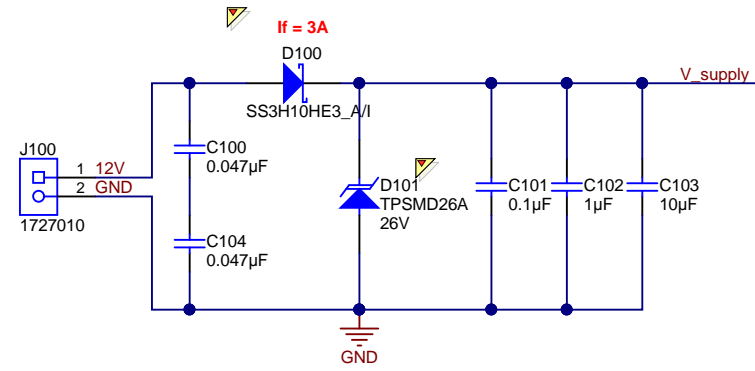 If = 3A
D100
SS3H10HE3_A/I
V_supply
J100
1 12V
2 GND
1727010
C100
0.047µF
C104
0.047µF
D101
TPSMD26A
26V
C101
0.1µF
C102
1µF
C103
10µF
GND